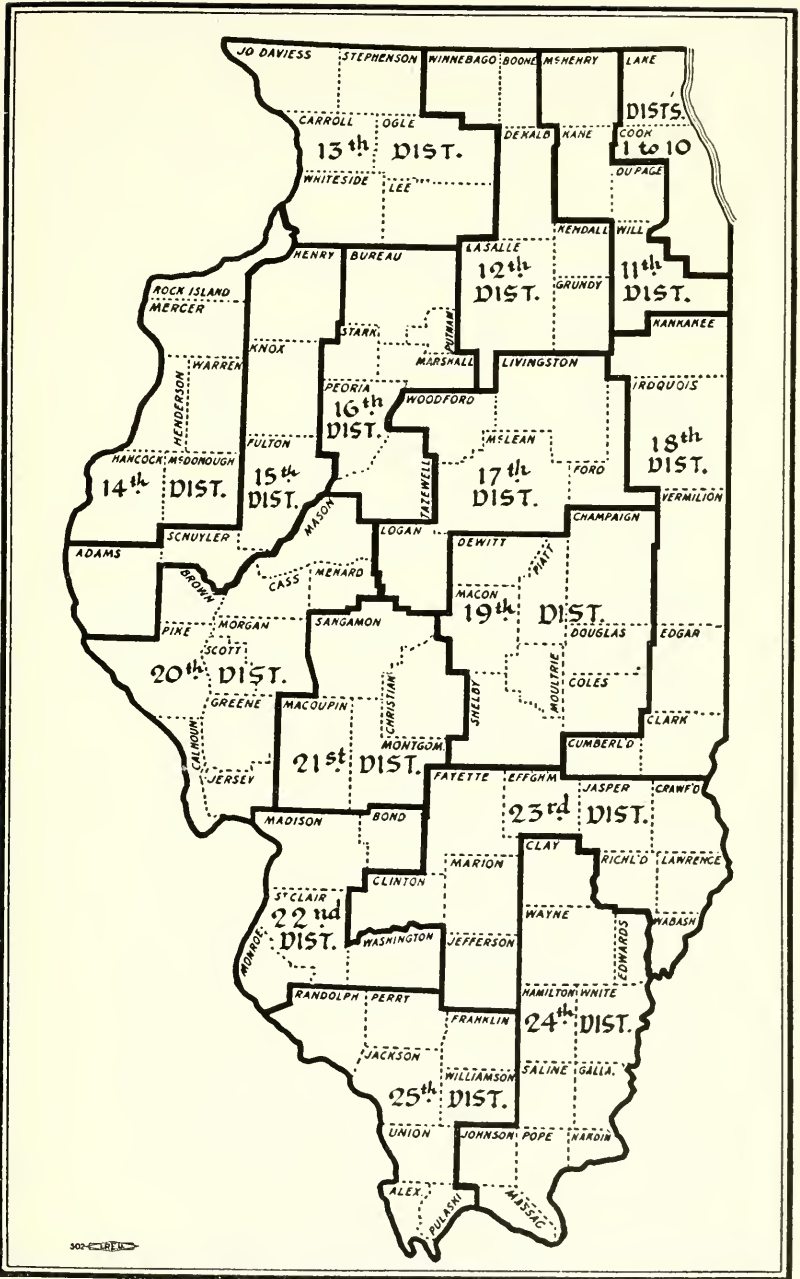 JO DAVIESS
STEPHENSON
WINNEBAGO
BOONE
McHENRY
LAKE
DIST'S.
1 to 10
CARROLL
OGLE
DEKALB
KANE
COOK
13th DIST.
DUPAGE
WHITESIDE
LEE
KENDALL
WILL
HENRY
BUREAU
LASALLE
12th DIST.
GRUNDY
11th DIST.
ROCK ISLAND
MERCER
KANKAKEE
STARK
PUTNAM
KNOX
MARSHALL
LIVINGSTON
WARREN
HENDERSON
PEORIA
WOODFORD
IROQUOIS
16th DIST.
FULTON
McLEAN
18th DIST.
HANCOCK
McDONOUGH
14th DIST.
15th DIST.
TAZEWELL
17th DIST.
FORD
VERMILION
MASON
CHAMPAIGN
ADAMS
SCHUYLER
LOGAN
DEWITT
PIATT
BROWN
CASS
MENARD
MACON
19th DIST.
PIKE
MORGAN
SANGAMON
DOUGLAS
EDGAR
SCOTT
20th DIST.
MOULTRIE
COLES
GREENE
MACOUPIN
CHRISTIAN
SHELBY
CLARK
CALHOUN
MONTGOM.
CUMBERL'D
21st DIST.
JERSEY
FAYETTE
EFFGHM
JASPER
CRAWF'D
23rd DIST.
MADISON
BOND
CLAY
MARION
RICHL'D
LAWRENCE
CLINTON
ST CLAIR
22nd DIST.
WAYNE
EDWARDS
WABASH
MONROE
WASHINGTON
JEFFERSON
RANDOLPH
PERRY
HAMILTON
WHITE
FRANKLIN
24th DIST.
JACKSON
WILLIAMSON
SALINE
GALLA.
25th DIST.
UNION
JOHNSON
POPE
HARDIN
ALEX.
PULASKI
MASSAC
502